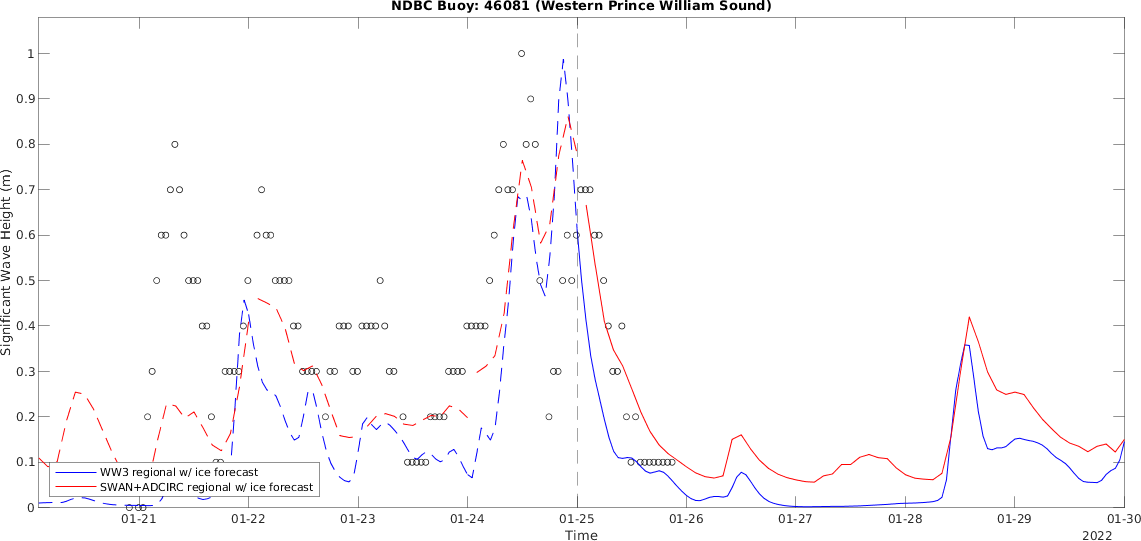 NDBC Buoy: 46081 (Western Prince William Sound)
Significant Wave Height (m)
1
0.9
0.8
0.7
0.6
0.5
0.4
0.3
0.2
0.1
0
WW3 regional w/ ice forecast
SWAN+ADCIRC regional w/ ice forecast
01-21 01-22 01-23 01-24 01-25 01-26 01-27 01-28 01-29 01-30
Time
2022